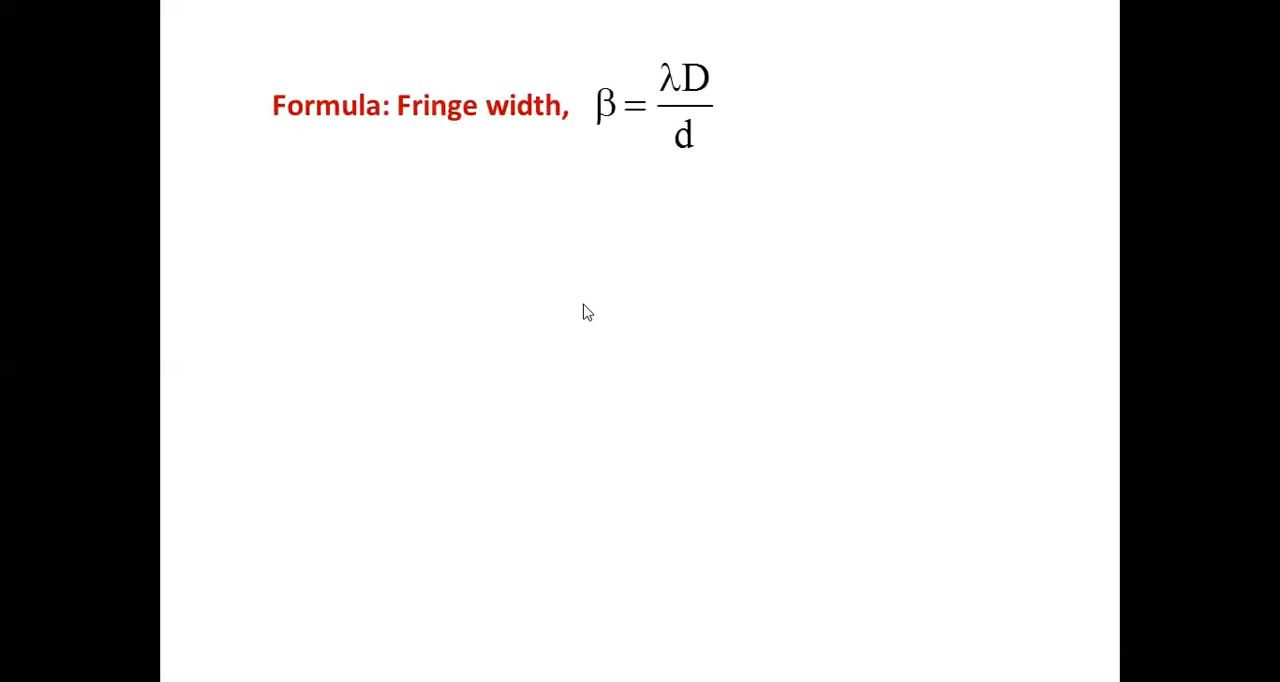 Formula: Fringe width, β = λD/d